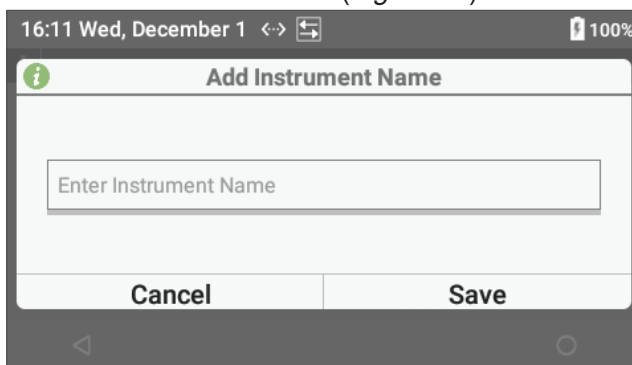 16:11 Wed, December 1 100%
Add Instrument Name
Enter Instrument Name
Cancel Save